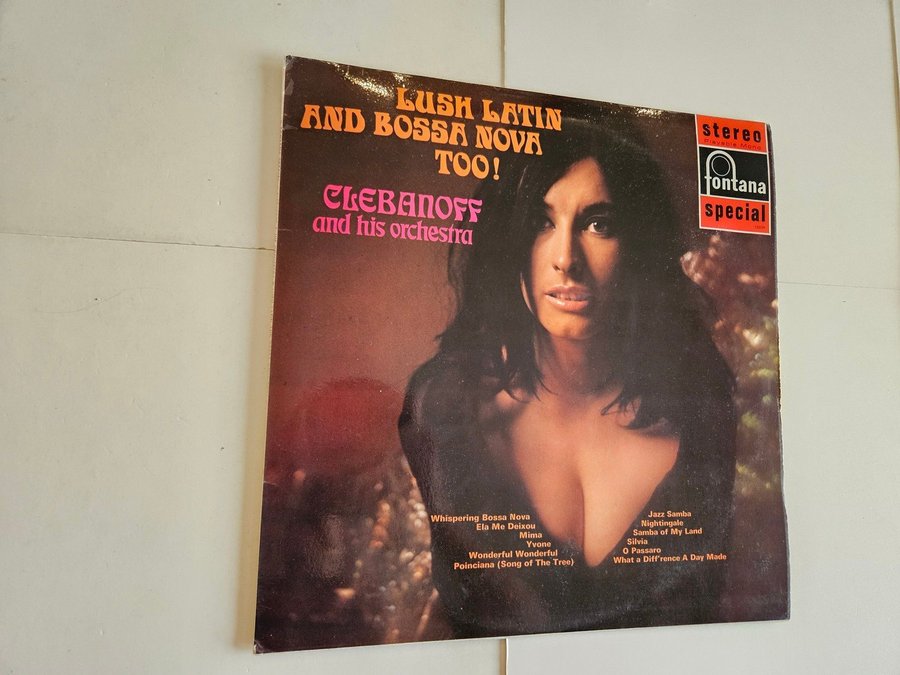 LUSH LATIN
AND BOSSA NOVA
TOO!
CLEBANOFF
and his orchestra
stereo
Playable Mono
fontana
special
Whispering Bossa Nova
Ela Me Deixou
Mima
Yvone
Wonderful Wonderful
Poinciana (Song of The Tree)
Jazz Samba
Nightingale
Samba of My Land
Silvia
O Passaro
What a Diff'rence A Day Made